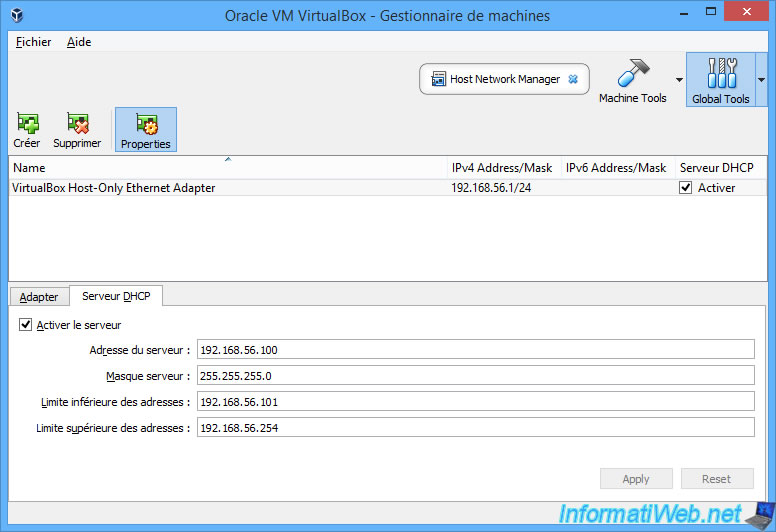 Oracle VM VirtualBox - Gestionnaire de machines
Fichier Aide
Host Network Manager
Machine Tools
Global Tools
Créer Supprimer Properties
Name IPv4 Address/Mask IPv6 Address/Mask Serveur DHCP
VirtualBox Host-Only Ethernet Adapter 192.168.56.1/24 Activer
Adapter Serveur DHCP
Activer le serveur
Adresse du serveur : 192.168.56.100
Masque serveur : 255.255.255.0
Limite inférieure des adresses : 192.168.56.101
Limite supérieure des adresses : 192.168.56.254
Apply Reset
InformatiWeb.net